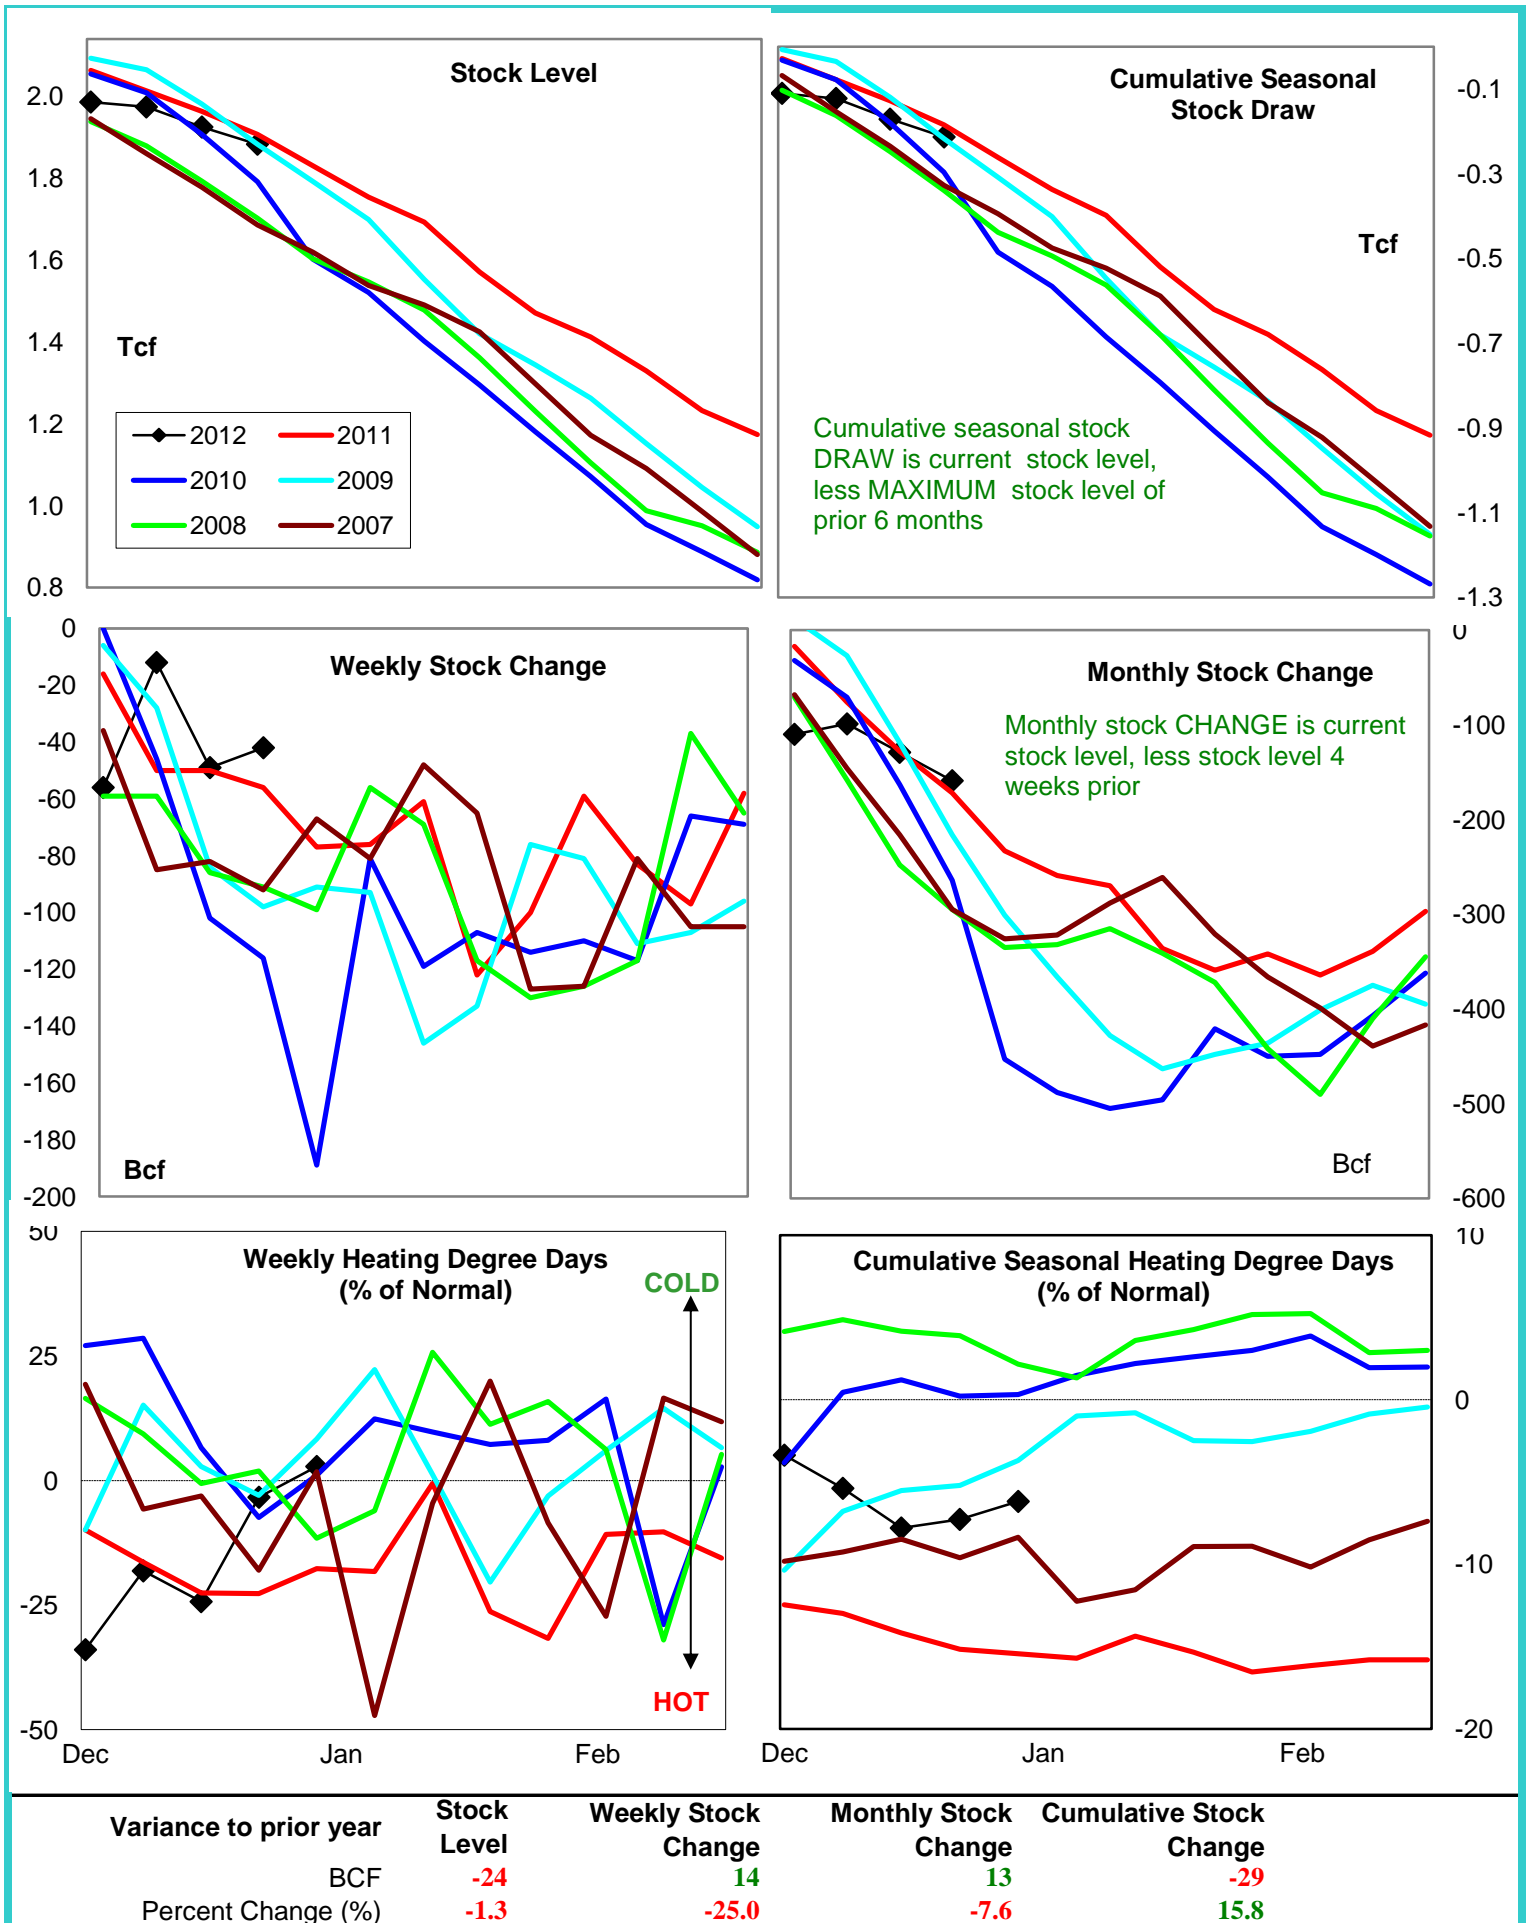 Stock Level
2.0
1.8
1.6
1.4
1.2
1.0
0.8
Tcf
2012
2011
2010
2009
2008
2007
Cumulative Seasonal
Stock Draw
-0.1
-0.3
-0.5
-0.7
-0.9
-1.1
-1.3
Tcf
Cumulative seasonal stock
DRAW is current stock level,
less MAXIMUM stock level of
prior 6 months
Weekly Stock Change
0
-20
-40
-60
-80
-100
-120
-140
-160
-180
-200
Bcf
Monthly Stock Change
Monthly stock CHANGE is current
stock level, less stock level 4
weeks prior
0
-100
-200
-300
-400
-500
-600
Bcf
Weekly Heating Degree Days
(% of Normal)
COLD
HOT
50
25
0
-25
-50
Dec Jan Feb
Cumulative Seasonal Heating Degree Days
(% of Normal)
10
0
-10
-20
Dec Jan Feb
Variance to prior year
Stock
Level
Weekly Stock
Change
Monthly Stock
Change
Cumulative Stock
Change
BCF -24 14 13 -29
Percent Change (%) -1.3 -25.0 -7.6 15.8